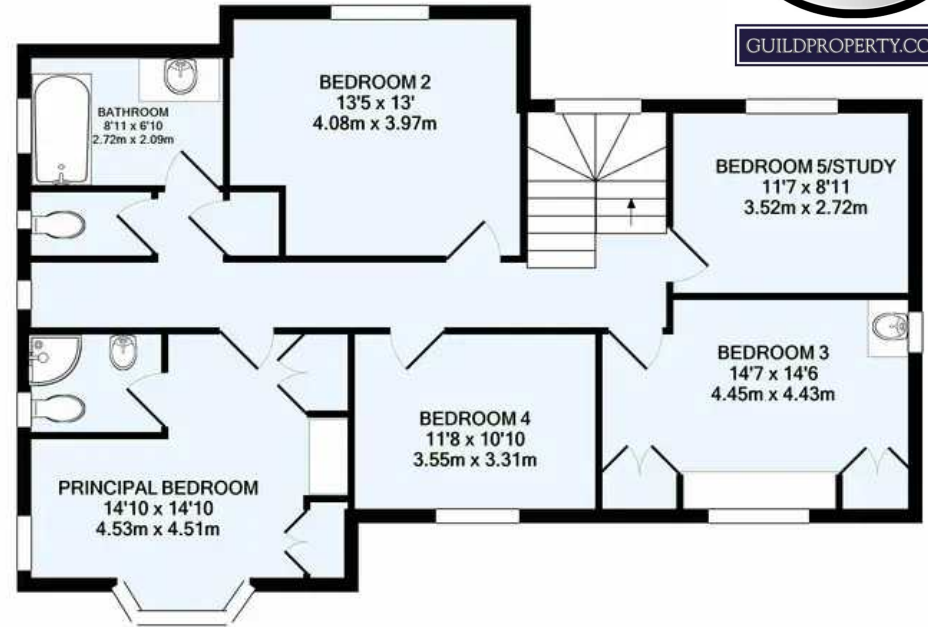 GUILDPROPERTY.CO
BEDROOM 2
13'5 x 13'
4.08m x 3.97m
BATHROOM
8'11 x 6'10
2.72m x 2.09m
BEDROOM 5/STUDY
11'7 x 8'11
3.52m x 2.72m
BEDROOM 3
14'7 x 14'6
4.45m x 4.43m
BEDROOM 4
11'8 x 10'10
3.55m x 3.31m
PRINCIPAL BEDROOM
14'10 x 14'10
4.53m x 4.51m